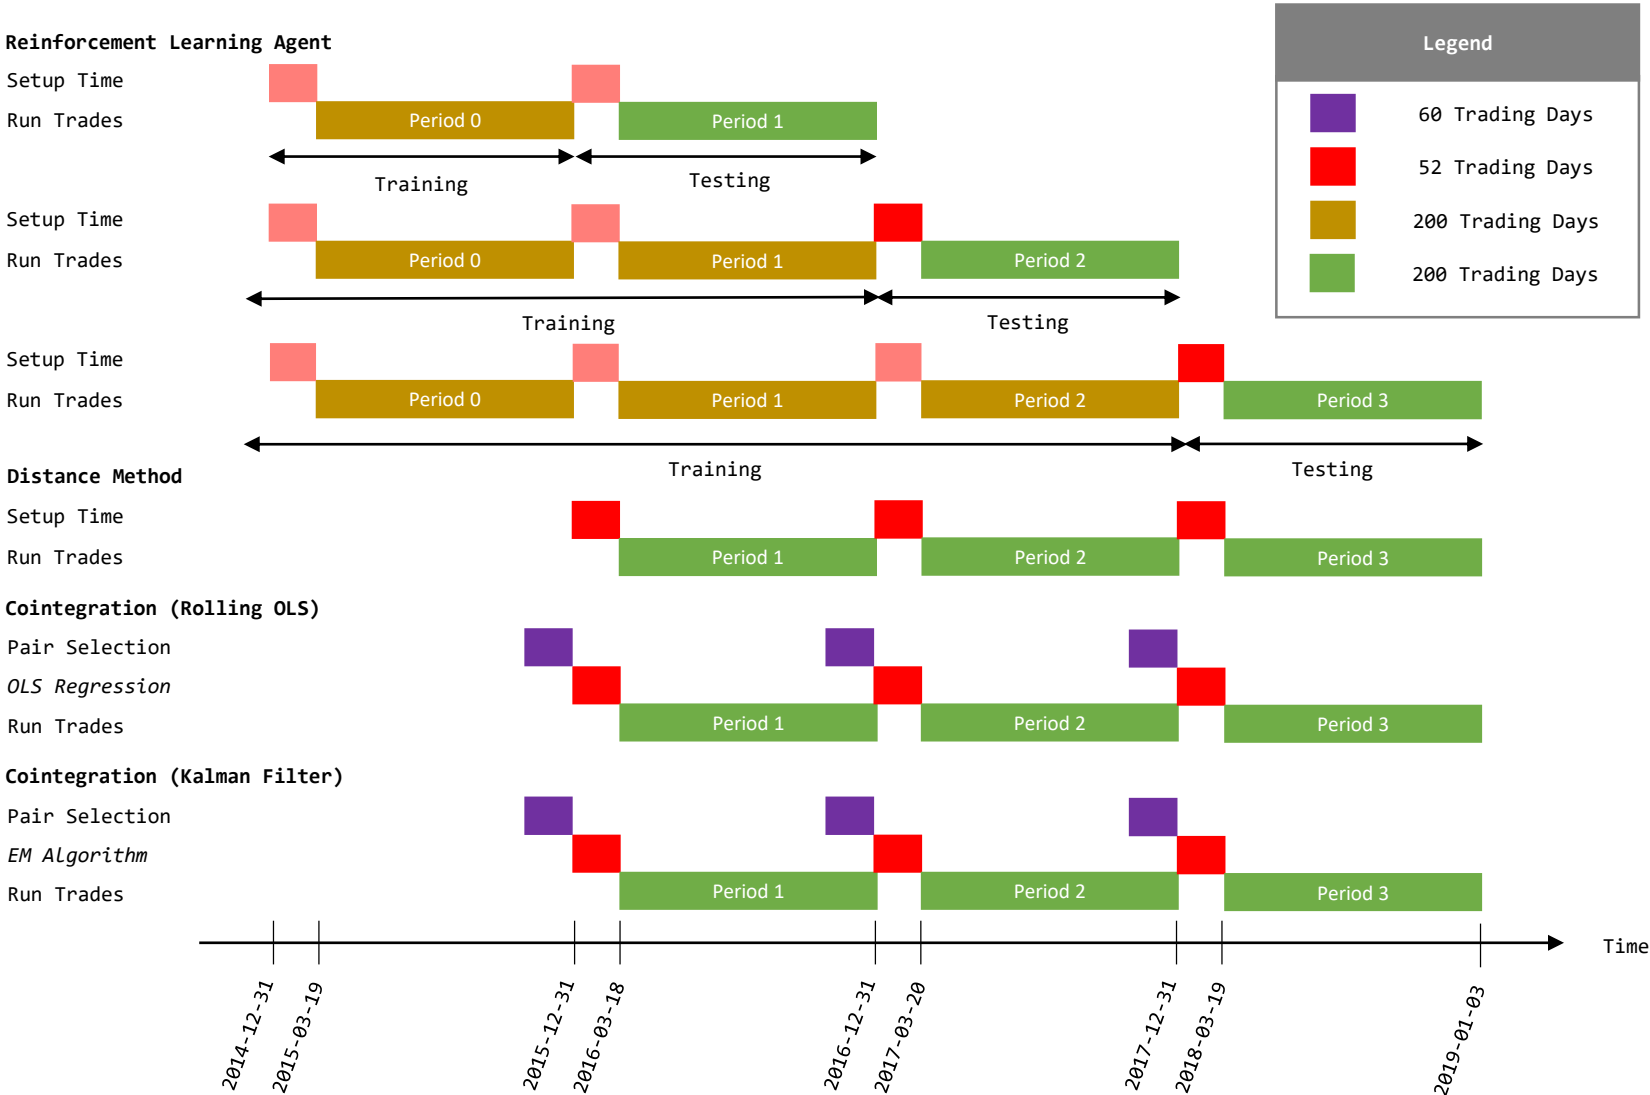 Reinforcement Learning Agent
Setup Time
Run Trades
Period 0
Period 1
Training
Testing
Setup Time
Run Trades
Period 0
Period 1
Period 2
Training
Testing
Setup Time
Run Trades
Period 0
Period 1
Period 2
Period 3
Training
Testing
Legend
60 Trading Days
52 Trading Days
200 Trading Days
200 Trading Days
Distance Method
Setup Time
Run Trades
Period 1
Period 2
Period 3
Cointegration (Rolling OLS)
Pair Selection
OLS Regression
Run Trades
Period 1
Period 2
Period 3
Cointegration (Kalman Filter)
Pair Selection
EM Algorithm
Run Trades
Period 1
Period 2
Period 3
Time
2014-12-31
2015-03-19
2015-12-31
2016-03-18
2016-12-31
2017-03-20
2017-12-31
2018-03-19
2019-01-03